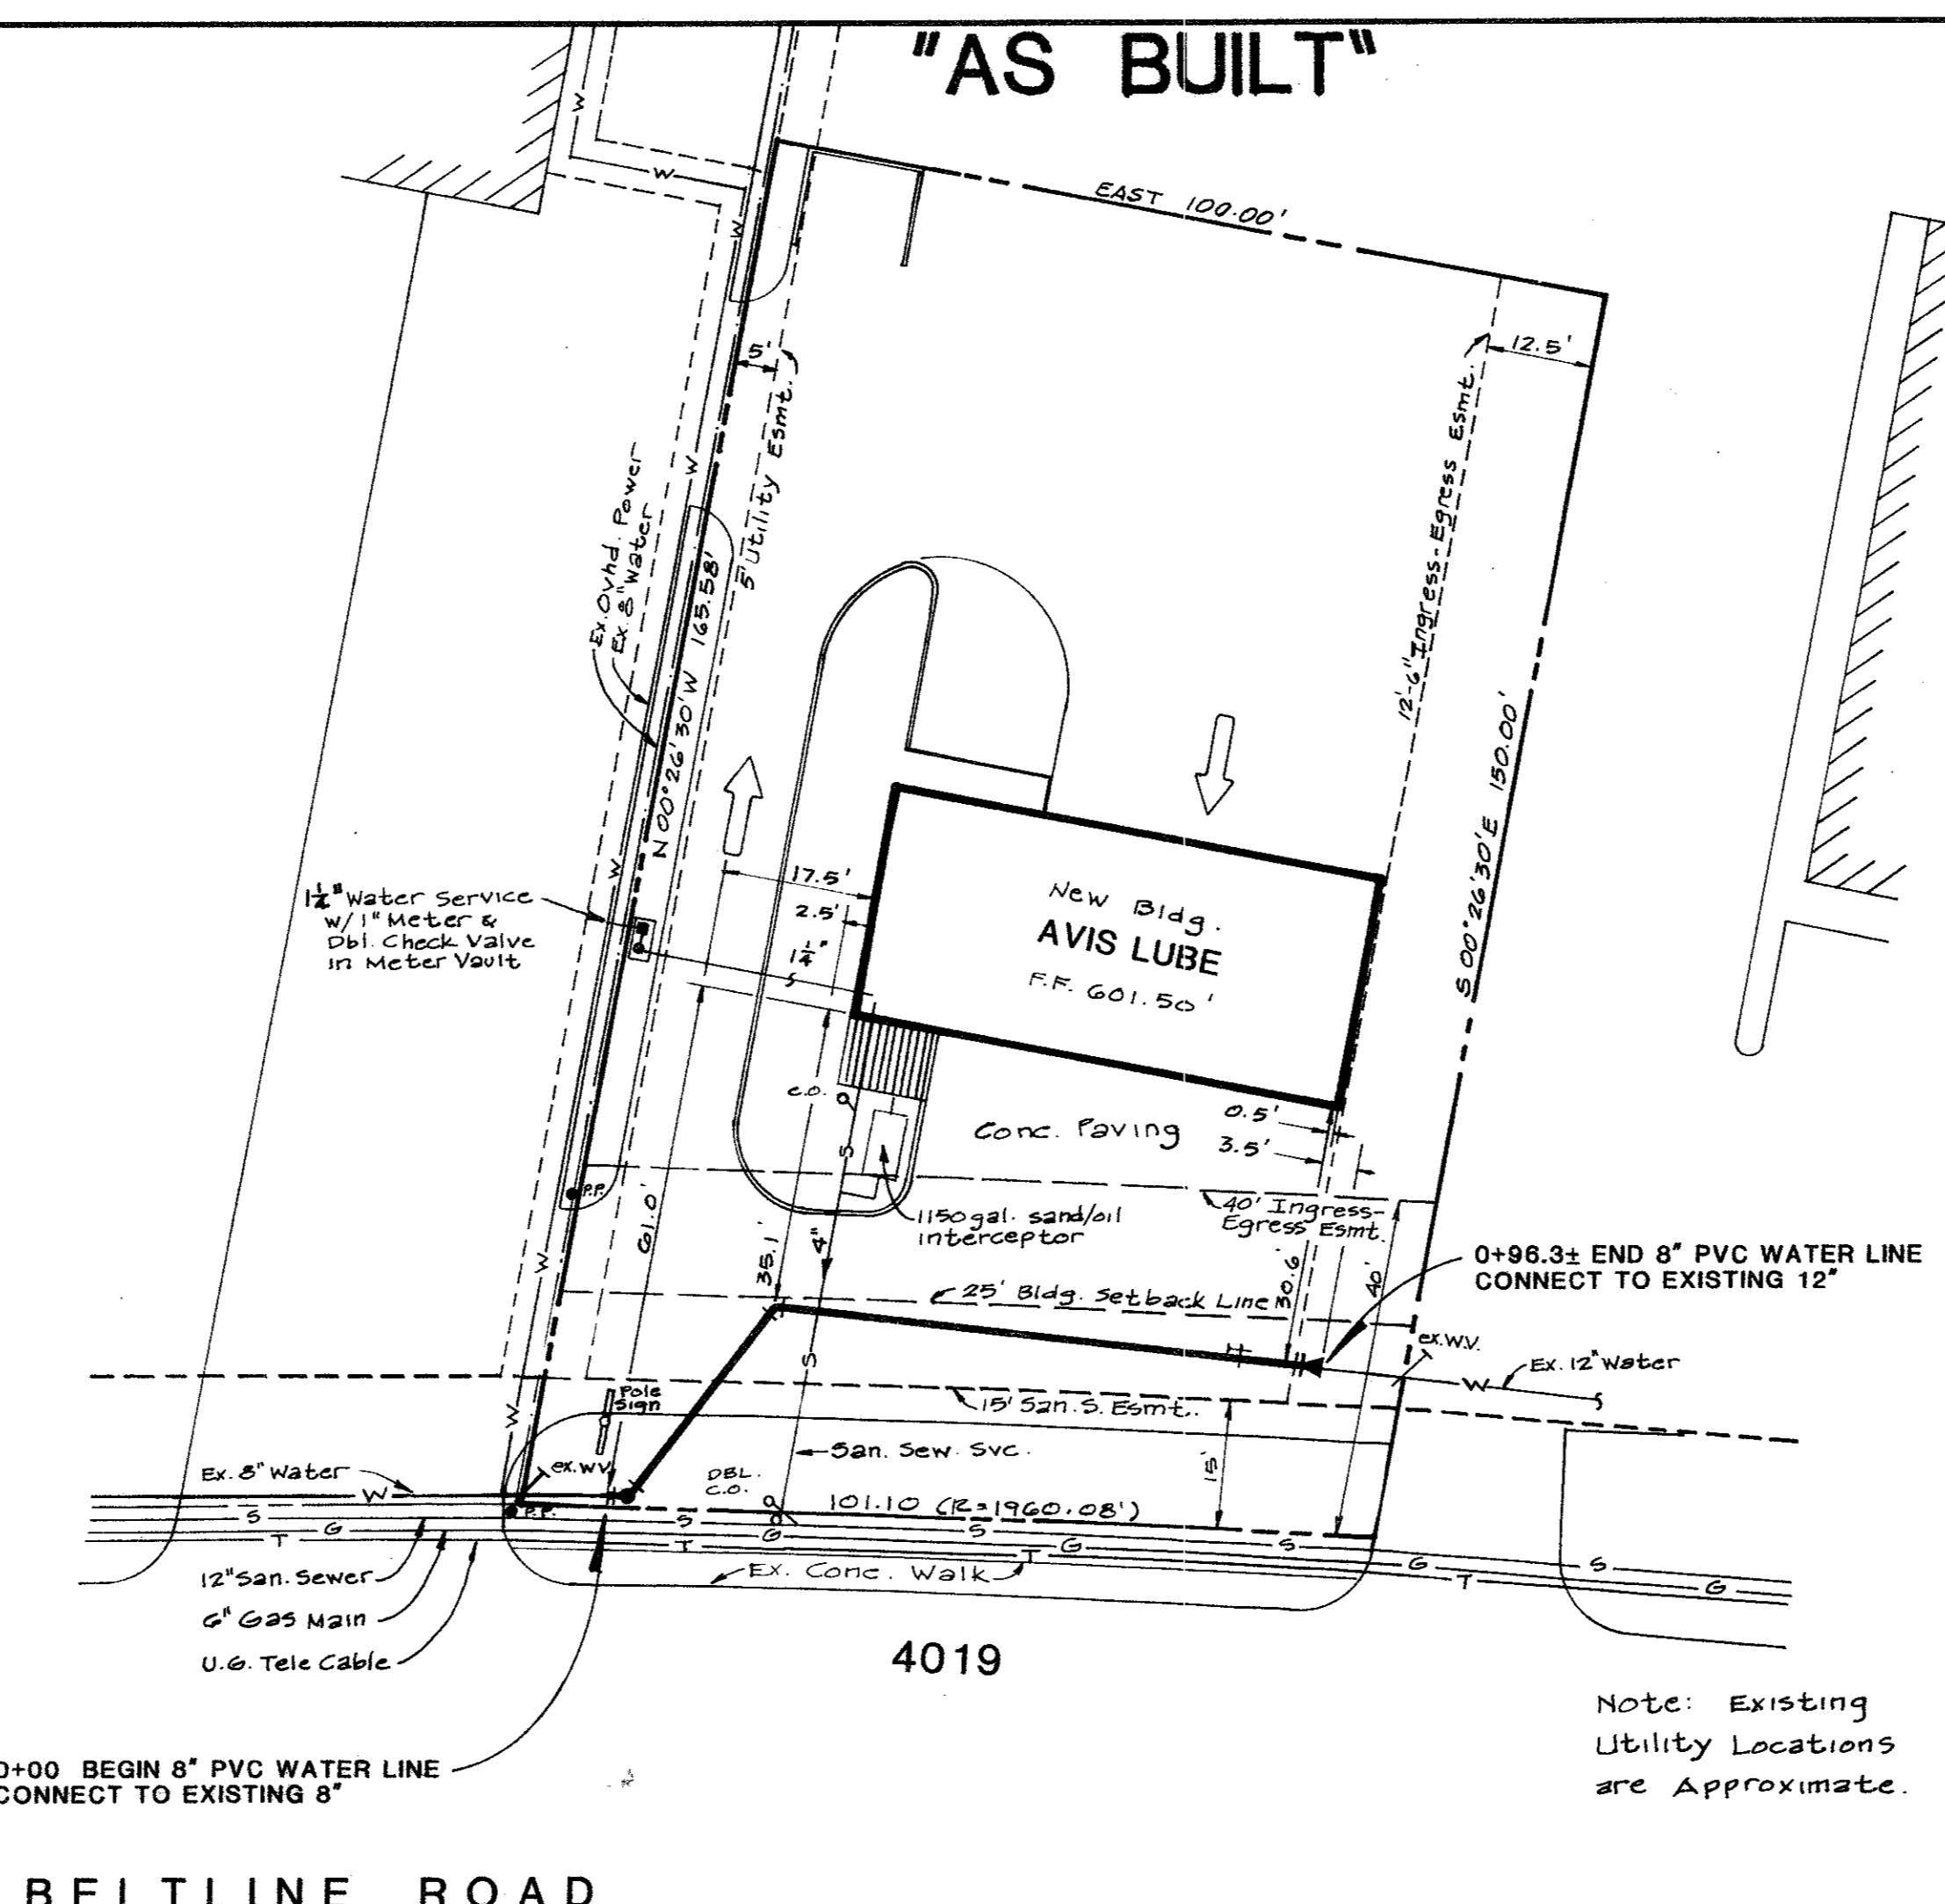 "AS BUILT"
EAST 100.00'
5'
12.5'
5' Utility Esmt.
12'-6" Ingress-Egress Esmt.
Ex. Ovhd. Power
Ex. 8" Water
N 00°26'30"W 165.58'
S 00°26'30"E 150.00'
1¼" Water Service
w/ 1" Meter &
Dbl. Check Valve
in Meter Vault
17.5'
2.5'
1¼"
New Bldg.
AVIS LUBE
F.F. 601.50'
c.o.
Conc. Paving
0.5'
3.5'
P.P.
61.0'
35.1'
4"
S
1150 gal. sand/oil
interceptor
40' Ingress-
Egress Esmt.
30.6'
40'
0+96.3± END 8" PVC WATER LINE
CONNECT TO EXISTING 12"
25' Bldg. Setback Line
ex.W.V.
Ex. 12" Water
W
Pole
Sign
15' San. S. Esmt.
S
San. Sew. Svc.
15'
Ex. 8" Water
W
ex.WV.
DBL.
C.O.
101.10 (R=1960.08')
P.P.
S G T S G T S G T S G T S G
Ex. Conc. Walk
12" San. Sewer
6" Gas Main
U.G. Tele Cable
4019
Note: Existing
Utility Locations
are Approximate.
0+00 BEGIN 8" PVC WATER LINE
CONNECT TO EXISTING 8"
BELTLINE ROAD